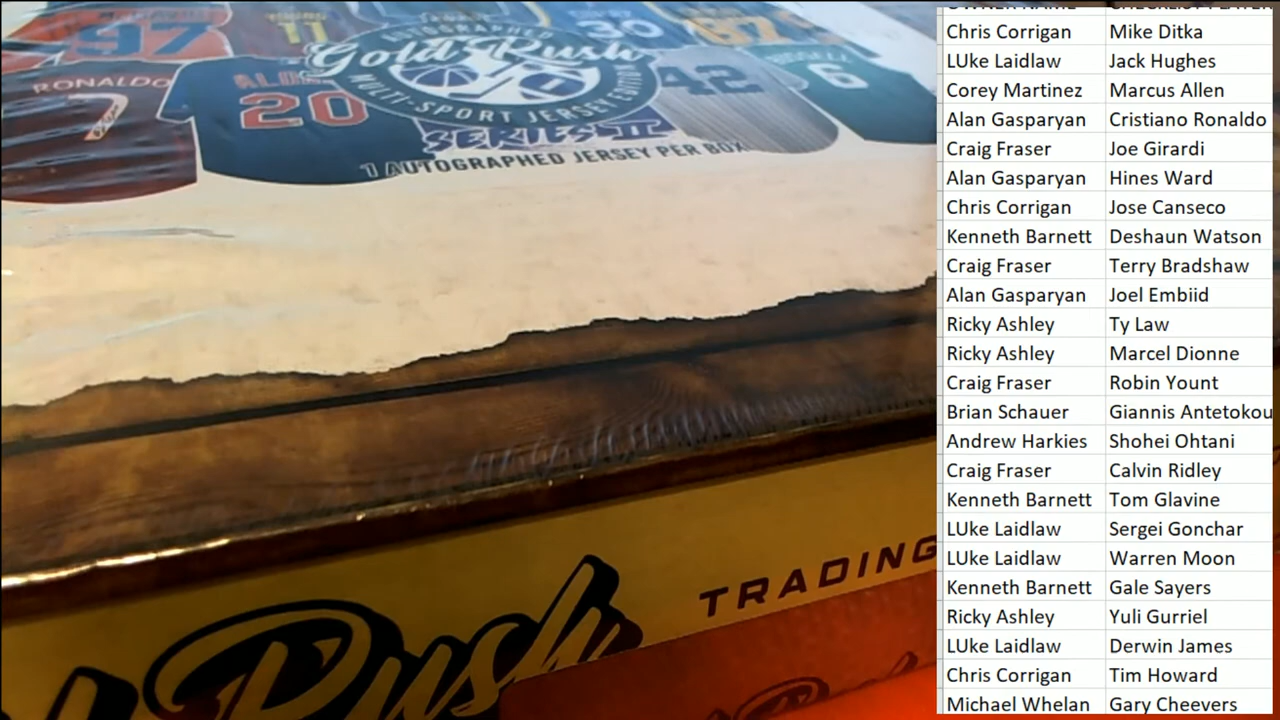 97
11
30
87
AUTOGRAPHED
Gold Rush
MULTI-SPORT JERSEY EDITION
SERIES II
1 AUTOGRAPHED JERSEY PER BOX
RONALDO
7
20
42
6
Rush
TRADING
Chris Corrigan Mike Ditka
LUke Laidlaw Jack Hughes
Corey Martinez Marcus Allen
Alan Gasparyan Cristiano Ronaldo
Craig Fraser Joe Girardi
Alan Gasparyan Hines Ward
Chris Corrigan Jose Canseco
Kenneth Barnett Deshaun Watson
Craig Fraser Terry Bradshaw
Alan Gasparyan Joel Embiid
Ricky Ashley Ty Law
Ricky Ashley Marcel Dionne
Craig Fraser Robin Yount
Brian Schauer Giannis Antetokou
Andrew Harkies Shohei Ohtani
Craig Fraser Calvin Ridley
Kenneth Barnett Tom Glavine
LUke Laidlaw Sergei Gonchar
LUke Laidlaw Warren Moon
Kenneth Barnett Gale Sayers
Ricky Ashley Yuli Gurriel
LUke Laidlaw Derwin James
Chris Corrigan Tim Howard
Michael Whelan Gary Cheevers